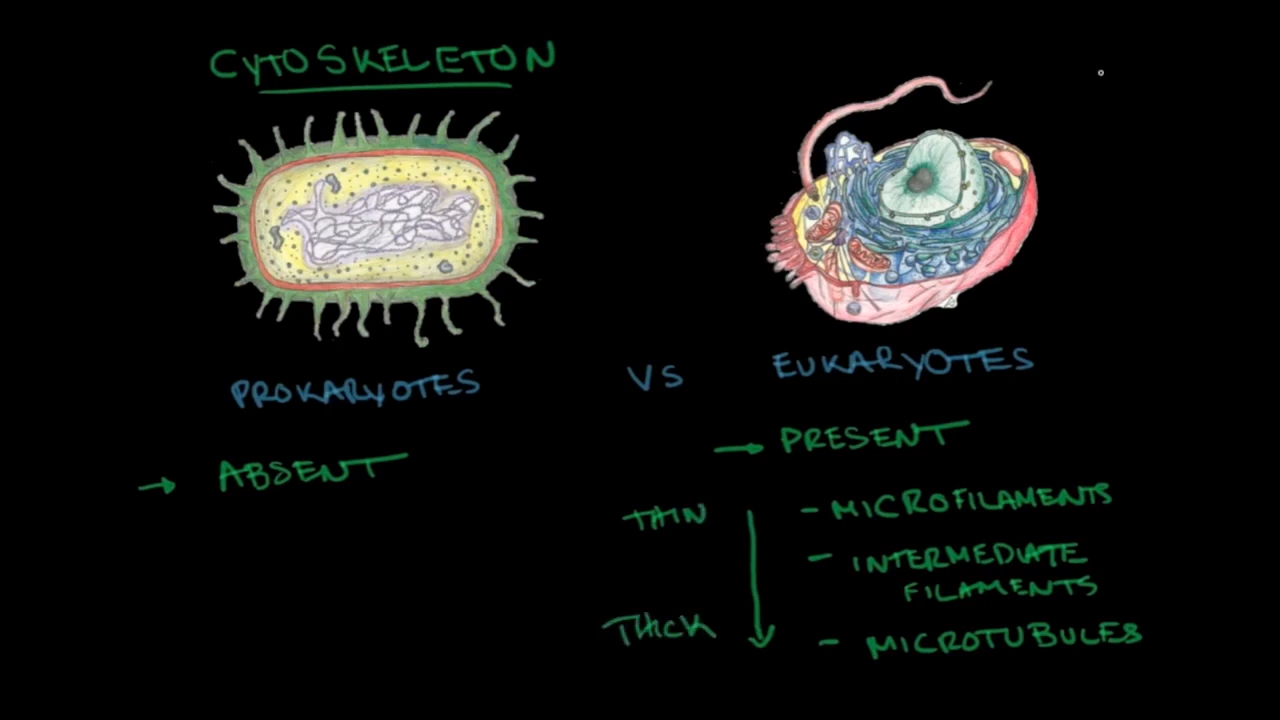 CYTOSKELETON
PROKARYOTES VS EUKARYOTES
→ ABSENT
→ PRESENT
THIN
- MICROFILAMENTS
- INTERMEDIATE
FILAMENTS
THICK
- MICROTUBULES